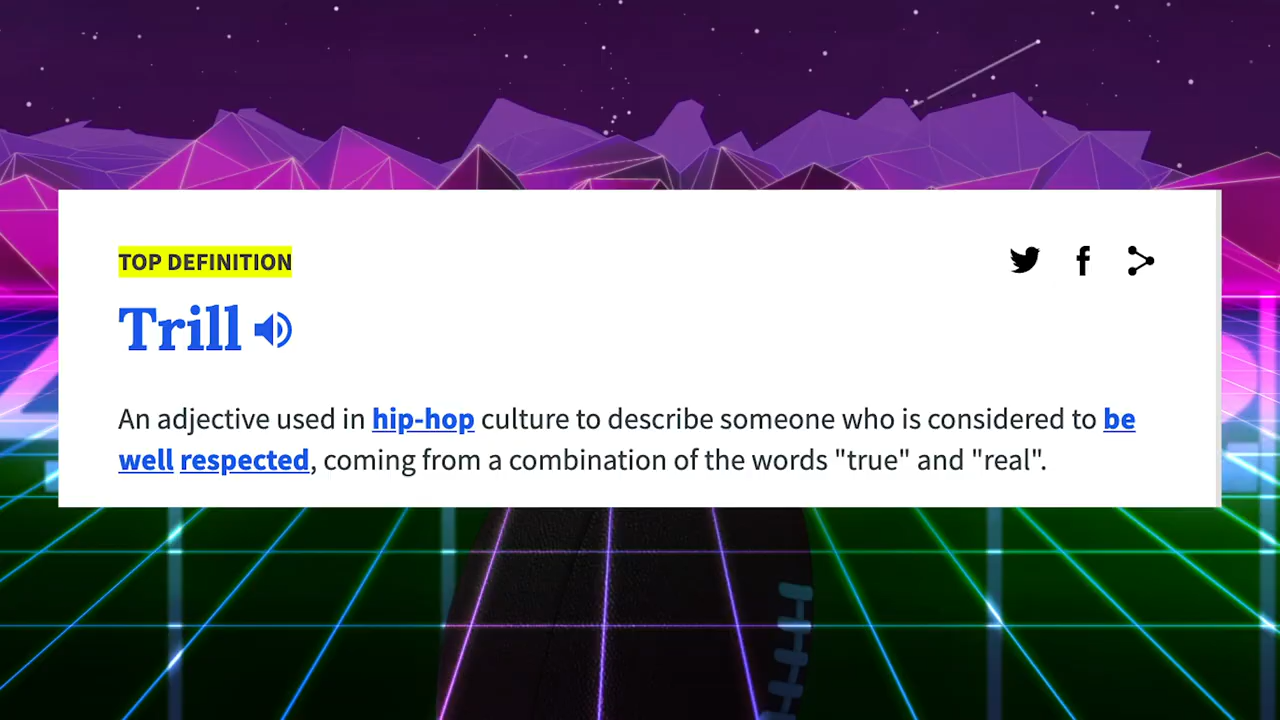 TOP DEFINITION
Trill
An adjective used in hip-hop culture to describe someone who is considered to be
well respected, coming from a combination of the words "true" and "real".